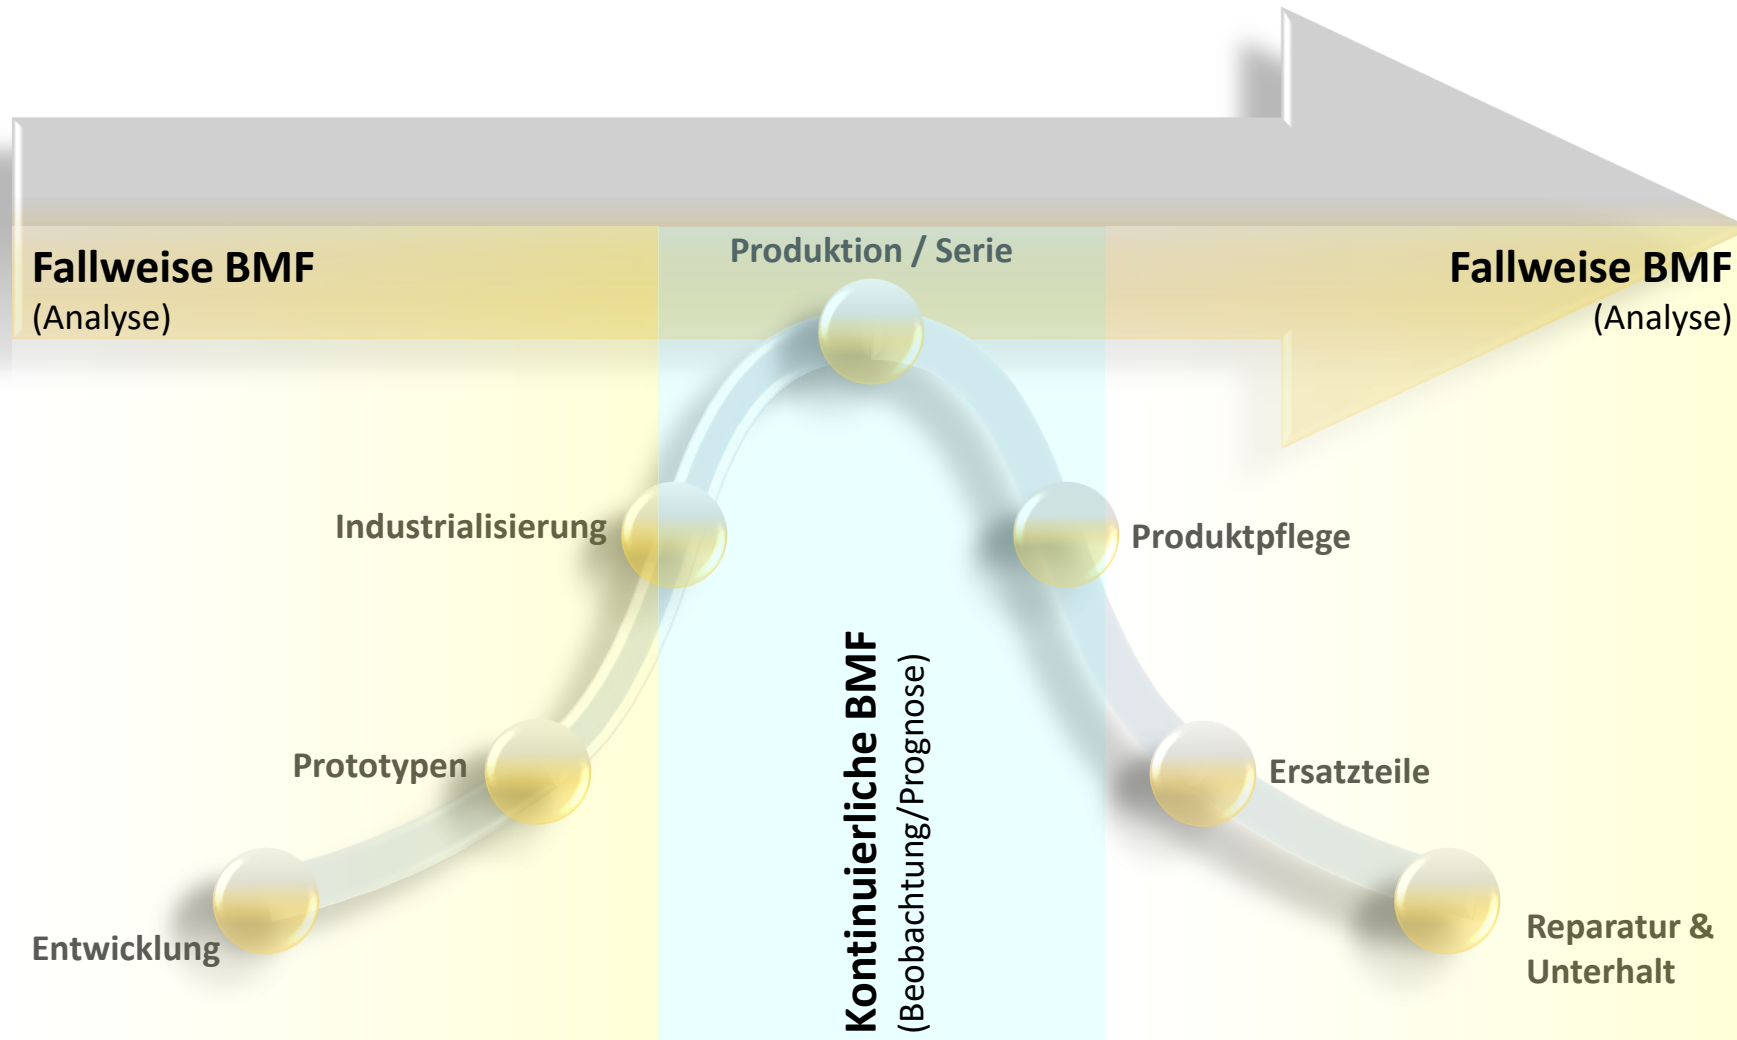 Fallweise BMF
(Analyse)
Produktion / Serie
Fallweise BMF
(Analyse)
Industrialisierung
Produktpflege
Prototypen
Ersatzteile
Entwicklung
Kontinuierliche BMF
(Beobachtung/Prognose)
Reparatur &
Unterhalt